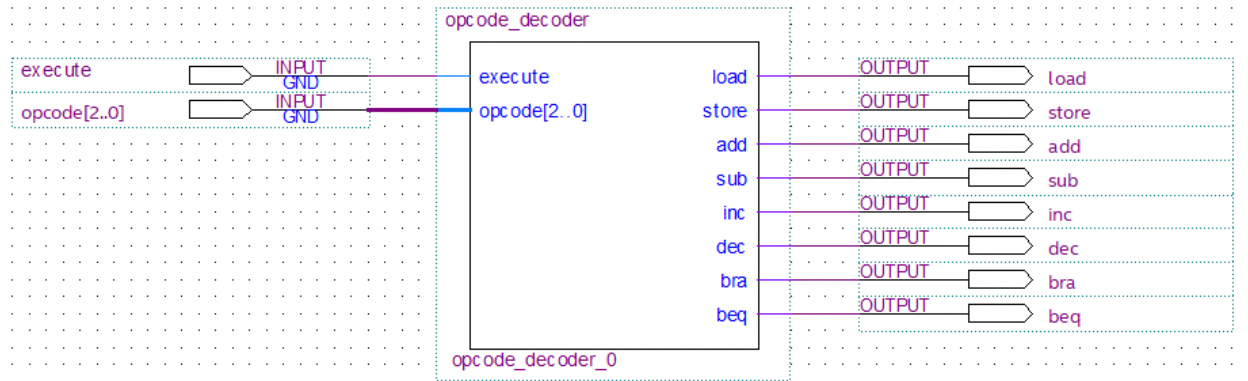 opcode_decoder
execute INPUT GND execute load OUTPUT load
opcode[2..0] INPUT GND opcode[2..0] store OUTPUT store
add OUTPUT add
sub OUTPUT sub
inc OUTPUT inc
dec OUTPUT dec
bra OUTPUT bra
beq OUTPUT beq
opcode_decoder_0